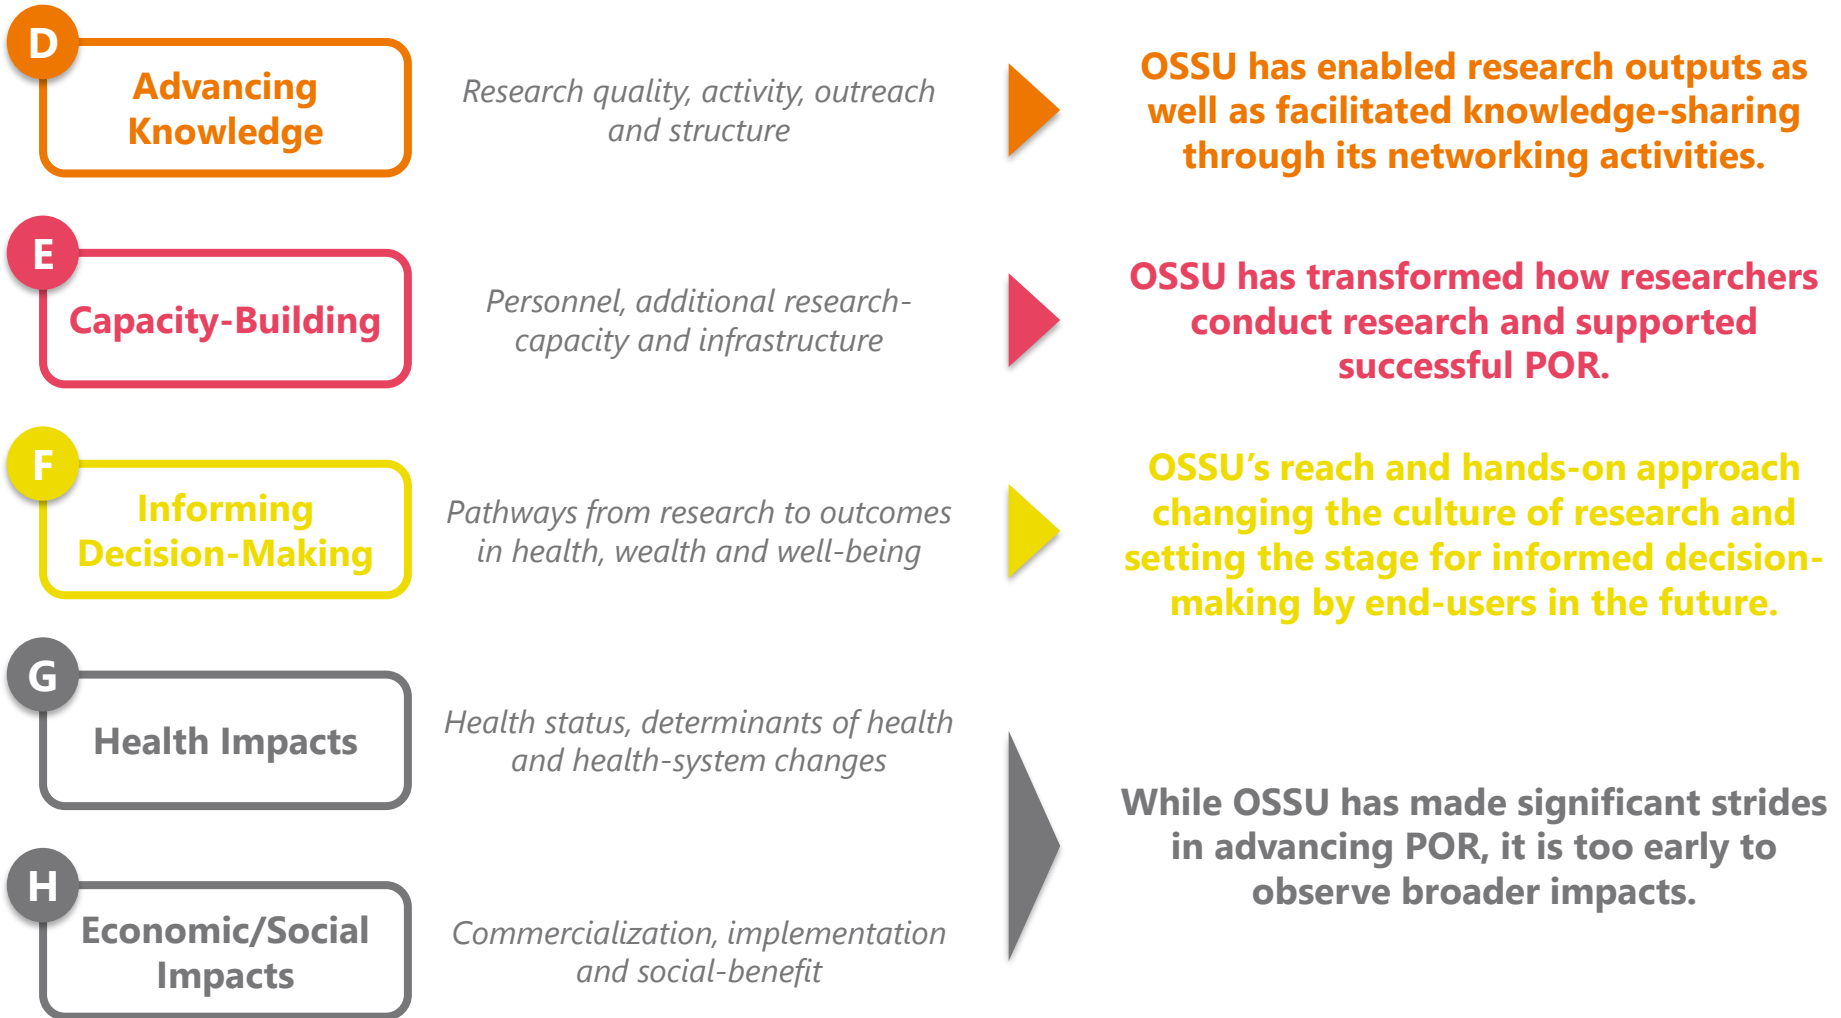 D
Advancing
Knowledge
Research quality, activity, outreach
and structure
OSSU has enabled research outputs as
well as facilitated knowledge-sharing
through its networking activities.
E
Capacity-Building
Personnel, additional research-
capacity and infrastructure
OSSU has transformed how researchers
conduct research and supported
successful POR.
F
Informing
Decision-Making
Pathways from research to outcomes
in health, wealth and well-being
OSSU’s reach and hands-on approach
changing the culture of research and
setting the stage for informed decision-
making by end-users in the future.
G
Health Impacts
Health status, determinants of health
and health-system changes
While OSSU has made significant strides
in advancing POR, it is too early to
observe broader impacts.
H
Economic/Social
Impacts
Commercialization, implementation
and social-benefit